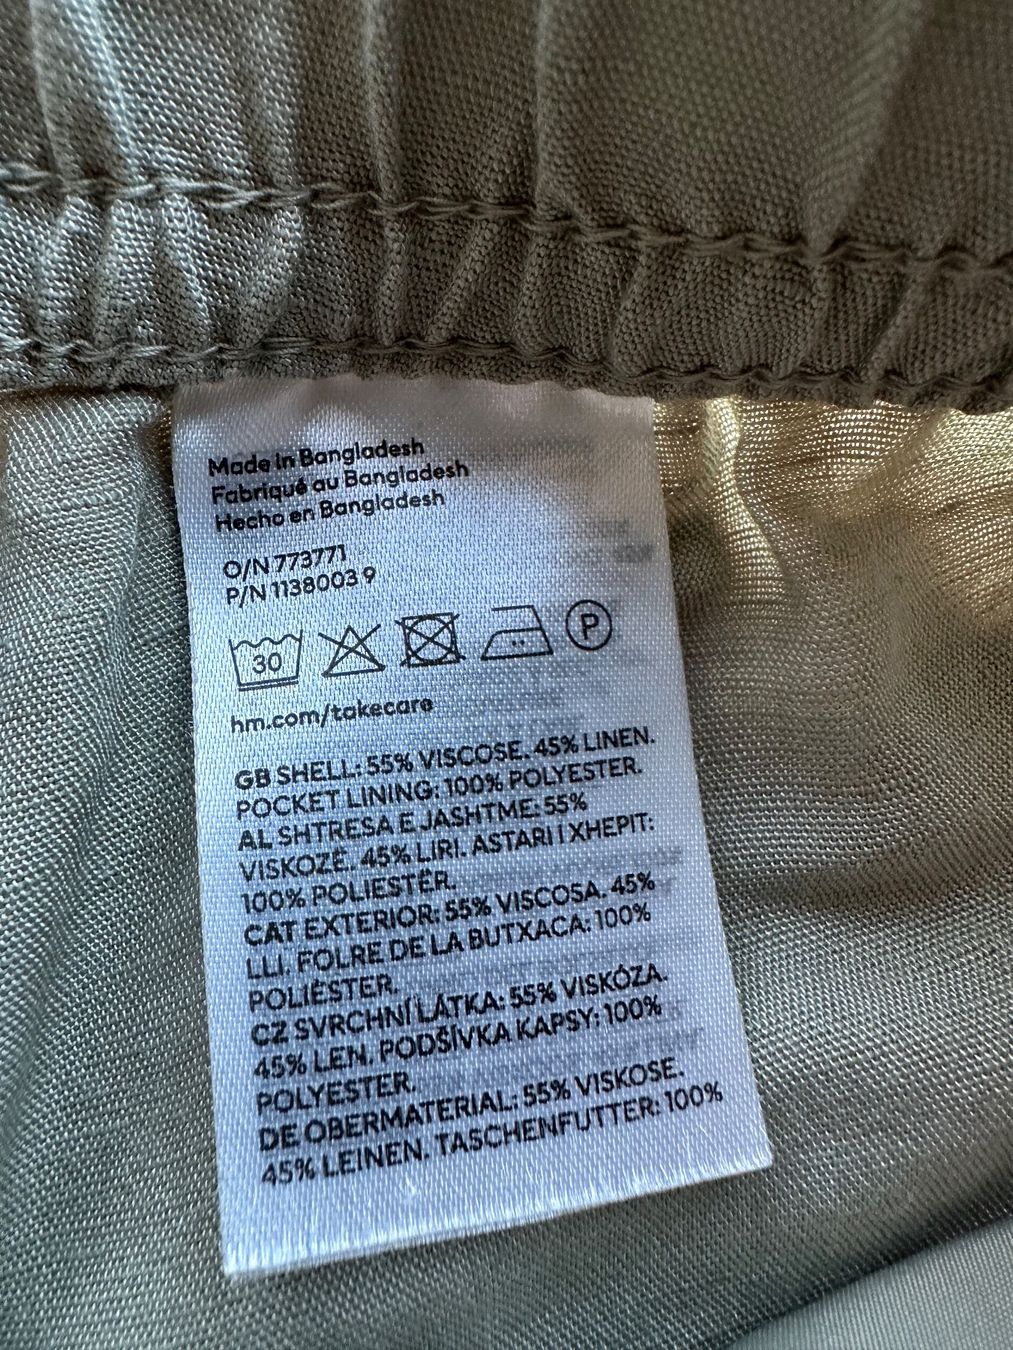 Made in Bangladesh
Fabriqué au Bangladesh
Hecho en Bangladesh
O/N 773771
P/N 1138003 9
30
P
hm.com/takecare
GB SHELL: 55% VISCOSE. 45% LINEN.
POCKET LINING: 100% POLYESTER.
AL SHTRESA E JASHTME: 55%
VISKOZË. 45% LIRI. ASTARI I XHEPIT:
100% POLIESTËR.
CAT EXTERIOR: 55% VISCOSA. 45%
LLI. FOLRE DE LA BUTXACA: 100%
POLIÈSTER.
CZ SVRCHNÍ LÁTKA: 55% VISKÓZA.
45% LEN. PODŠÍVKA KAPSY: 100%
POLYESTER.
DE OBERMATERIAL: 55% VISKOSE.
45% LEINEN. TASCHENFUTTER: 100%